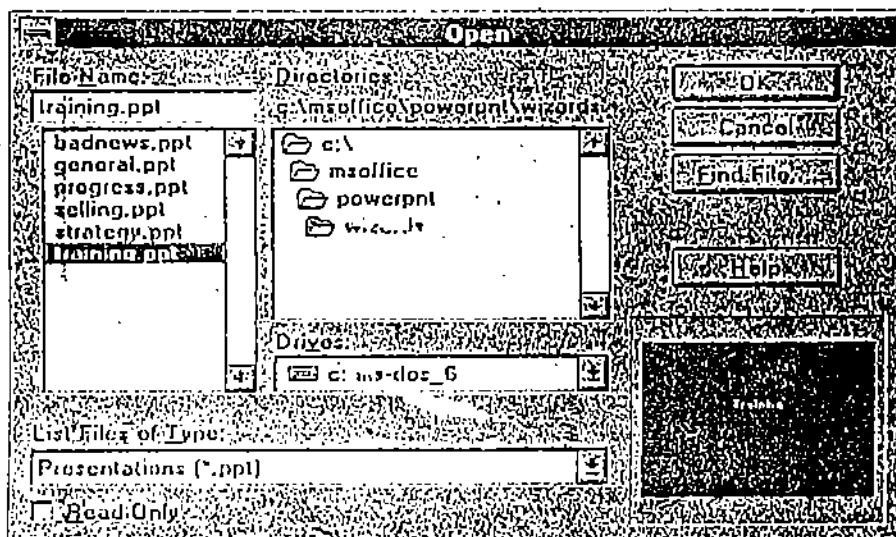 Open
File Name:
training.ppt
badnews.ppt
general.ppt
progress.ppt
selling.ppt
strategy.ppt
training.ppt
Directories:
c:\msoffice\powerpnt\wizards
c:\
msoffice
powerpnt
wizards
Drives:
c: ms-dos_6
List Files of Type:
Presentations (*.ppt)
Read Only
OK
Cancel
Find File...
Help
Training